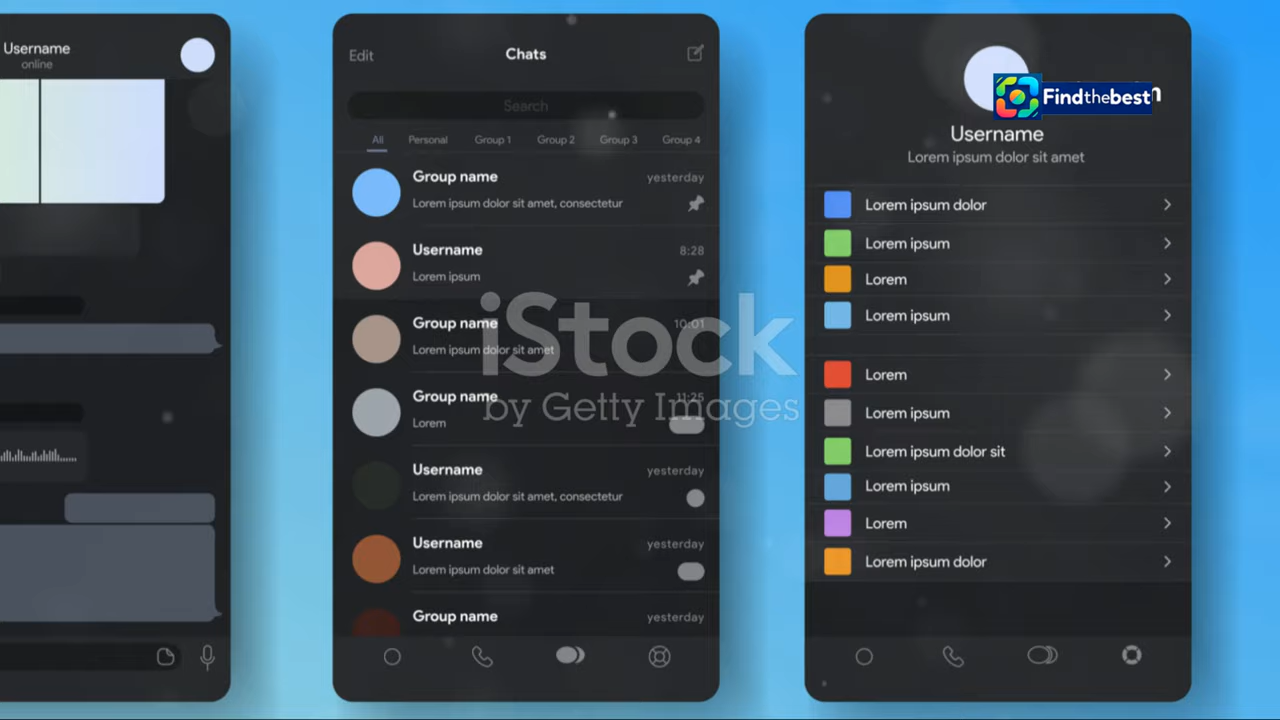 Username
online
Edit
Chats
Search
All Personal Group 1 Group 2 Group 3 Group 4
Group name yesterday
Lorem ipsum dolor sit amet, consectetur
Username 8:28
Lorem ipsum
Group name 10:01
Lorem ipsum dolor sit amet
Group name 11:25
Lorem
Username yesterday
Lorem ipsum dolor sit amet, consectetur
Username yesterday
Lorem ipsum dolor sit amet
Group name yesterday
iStock
by Getty Images
Findthebest
Username
Lorem ipsum dolor sit amet
Lorem ipsum dolor
Lorem ipsum
Lorem
Lorem ipsum
Lorem
Lorem ipsum
Lorem ipsum dolor sit
Lorem ipsum
Lorem
Lorem ipsum dolor